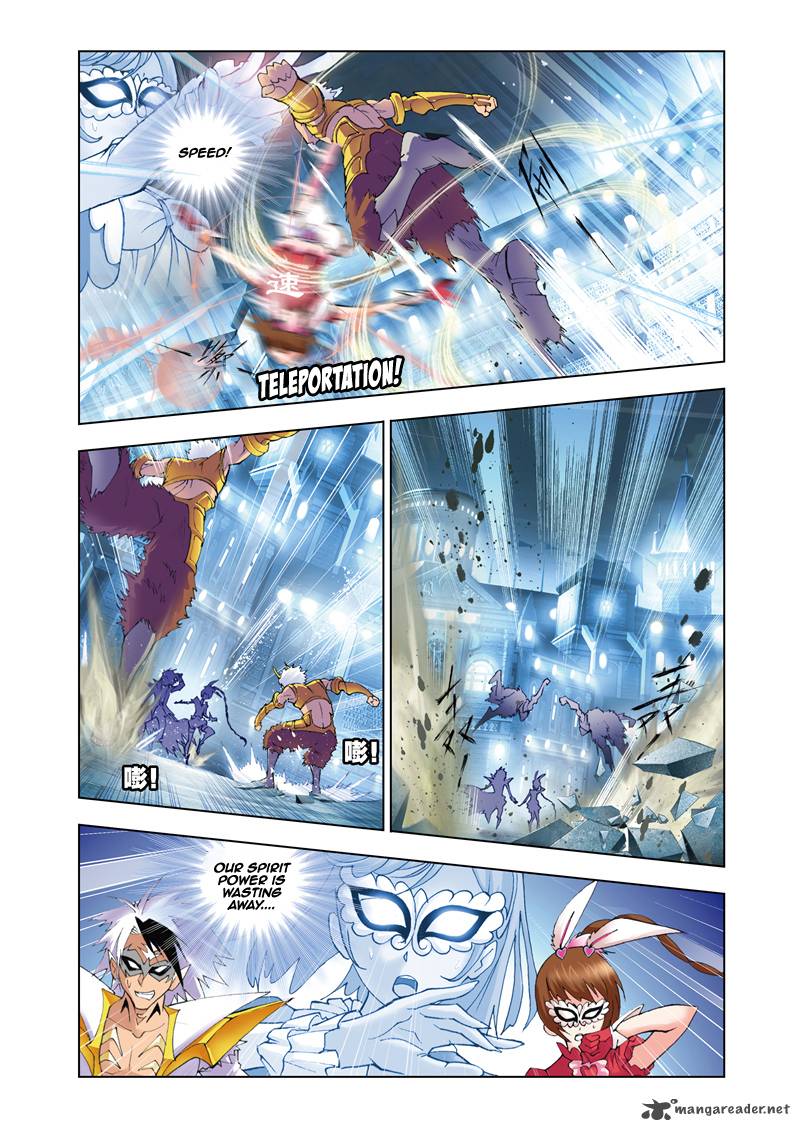 SPEED!
速
TELEPORTATION!
嘭!
嘭!
OUR SPIRIT
POWER IS
WASTING
AWAY....
mangareader.net